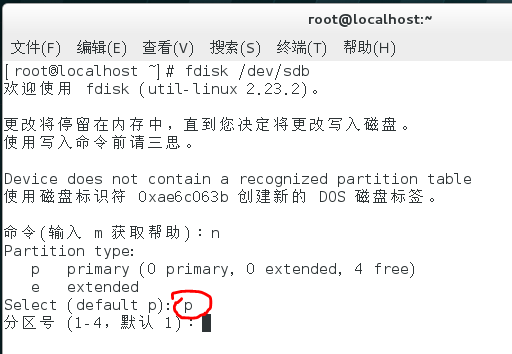 root@localhost:~
文件(F) 编辑(E) 查看(V) 搜索(S) 终端(T) 帮助(H)
[root@localhost ~]# fdisk /dev/sdb
欢迎使用 fdisk (util-linux 2.23.2)。
更改将停留在内存中，直到您决定将更改写入磁盘。
使用写入命令前请三思。
Device does not contain a recognized partition table
使用磁盘标识符 0xae6c063b 创建新的 DOS 磁盘标签。
命令(输入 m 获取帮助)：n
Partition type:
p primary (0 primary, 0 extended, 4 free)
e extended
Select (default p): p
分区号 (1-4，默认 1)：